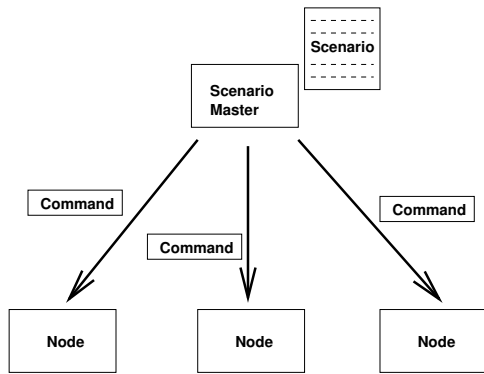 Scenario
Scenario
Master
Command
Command
Command
Node
Node
Node